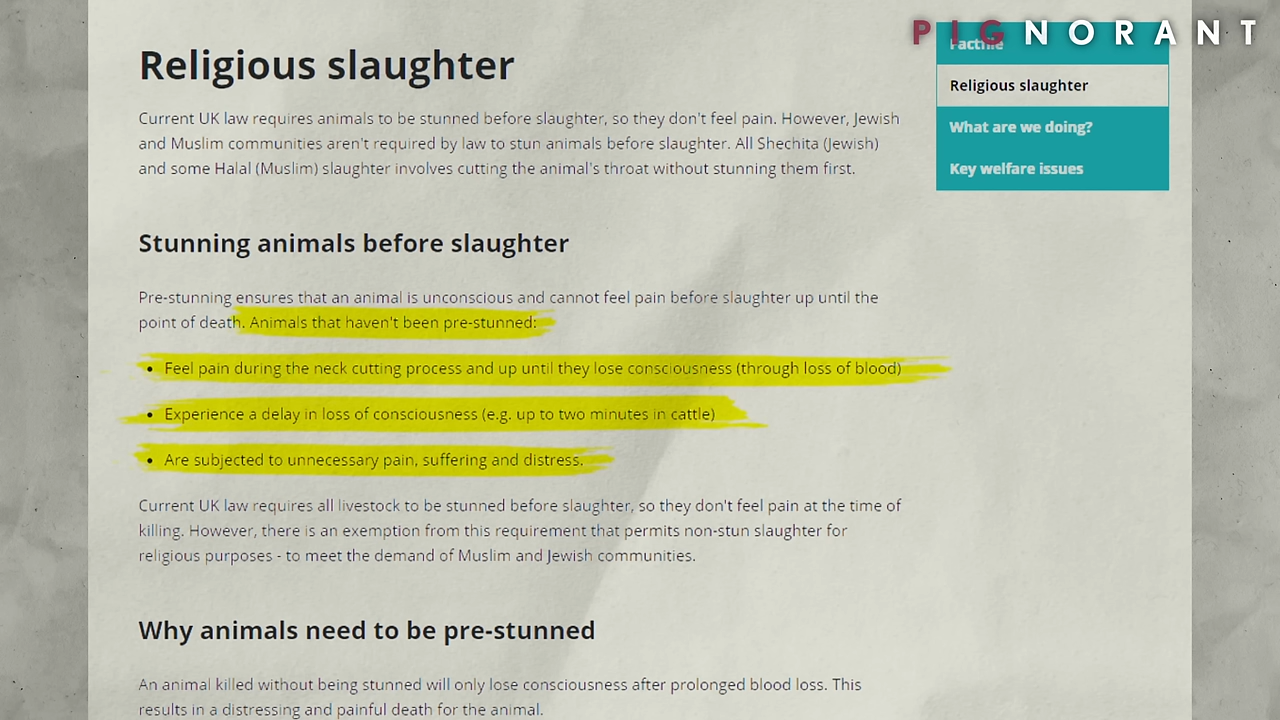 PIGNORANT
Factfile
Religious slaughter
Religious slaughter
What are we doing?
Key welfare issues
Current UK law requires animals to be stunned before slaughter, so they don't feel pain. However, Jewish
and Muslim communities aren't required by law to stun animals before slaughter. All Shechita (Jewish)
and some Halal (Muslim) slaughter involves cutting the animal's throat without stunning them first.
Stunning animals before slaughter
Pre-stunning ensures that an animal is unconscious and cannot feel pain before slaughter up until the
point of death. Animals that haven't been pre-stunned:
• Feel pain during the neck cutting process and up until they lose consciousness (through loss of blood)
• Experience a delay in loss of consciousness (e.g. up to two minutes in cattle)
• Are subjected to unnecessary pain, suffering and distress.
Current UK law requires all livestock to be stunned before slaughter, so they don't feel pain at the time of
killing. However, there is an exemption from this requirement that permits non-stun slaughter for
religious purposes - to meet the demand of Muslim and Jewish communities.
Why animals need to be pre-stunned
An animal killed without being stunned will only lose consciousness after prolonged blood loss. This
results in a distressing and painful death for the animal.